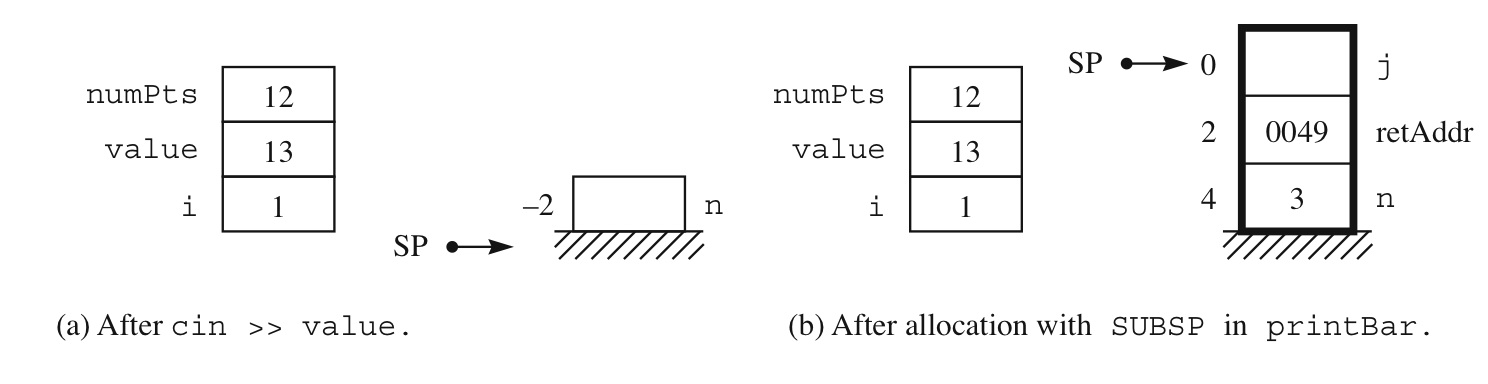 numPts 12
value 13
i 1
SP
–2 n
(a) After cin >> value.
numPts 12
value 13
i 1
SP 0 j
2 0049 retAddr
4 3 n
(b) After allocation with SUBSP in printBar.